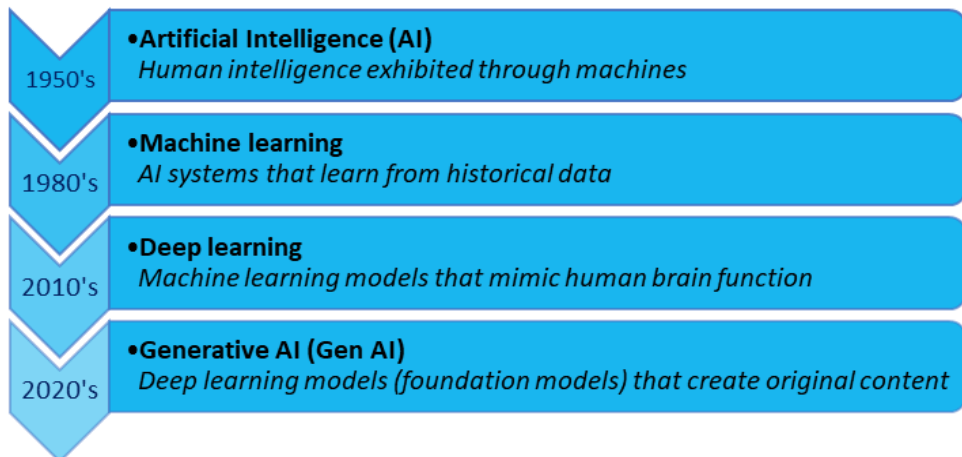 •Artificial Intelligence (AI)
Human intelligence exhibited through machines
1950's
•Machine learning
AI systems that learn from historical data
1980's
•Deep learning
Machine learning models that mimic human brain function
2010's
•Generative AI (Gen AI)
Deep learning models (foundation models) that create original content
2020's